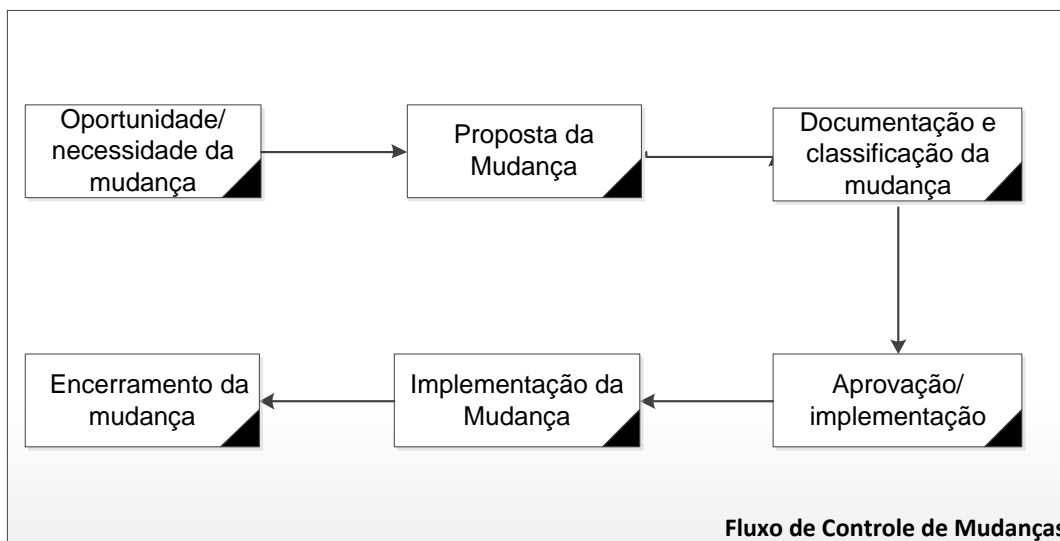 Oportunidade/
necessidade da
mudança
Proposta da
Mudança
Documentação e
classificação da
mudança
Aprovação/
implementação
Implementação da
Mudança
Encerramento da
mudança
Fluxo de Controle de Mudanças